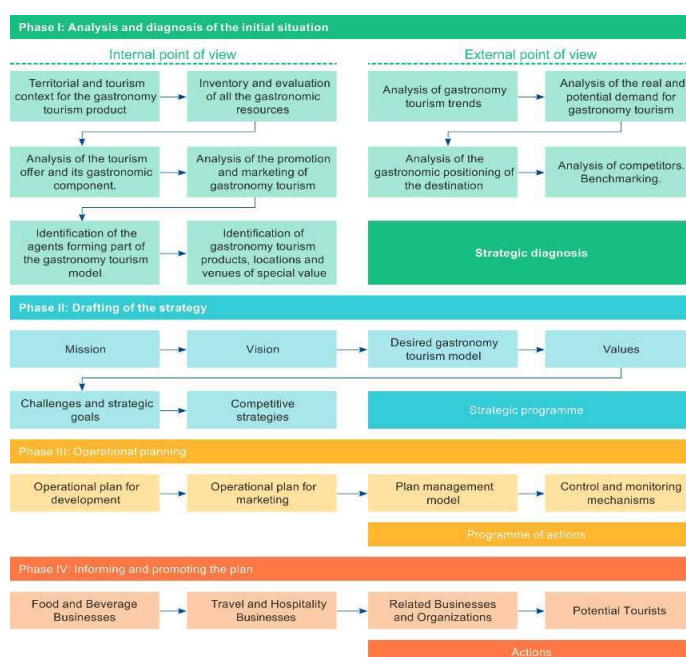 Phase I: Analysis and diagnosis of the initial situation
Internal point of view
External point of view
Territorial and tourism
context for the gastronomy
tourism product
Inventory and evaluation
of all the gastronomic
resources
Analysis of gastronomy
tourism trends
Analysis of the real and
potential demand for
gastronomy tourism
Analysis of the tourism
offer and its gastronomic
component.
Analysis of the promotion
and marketing of
gastronomy tourism
Analysis of the
gastronomic positioning of
the destination
Analysis of competitors.
Benchmarking.
Identification of the
agents forming part of
the gastronomy tourism
model
Identification of
gastronomy tourism
products, locations and
venues of special value
Strategic diagnosis
Phase II: Drafting of the strategy
Mission
Vision
Desired gastronomy
tourism model
Values
Challenges and strategic
goals
Competitive
strategies
Strategic programme
Phase III: Operational planning
Operational plan for
development
Operational plan for
marketing
Plan management
model
Control and monitoring
mechanisms
Programme of actions
Phase IV: Informing and promoting the plan
Food and Beverage
Businesses
Travel and Hospitality
Businesses
Related Businesses
and Organizations
Potential Tourists
Actions